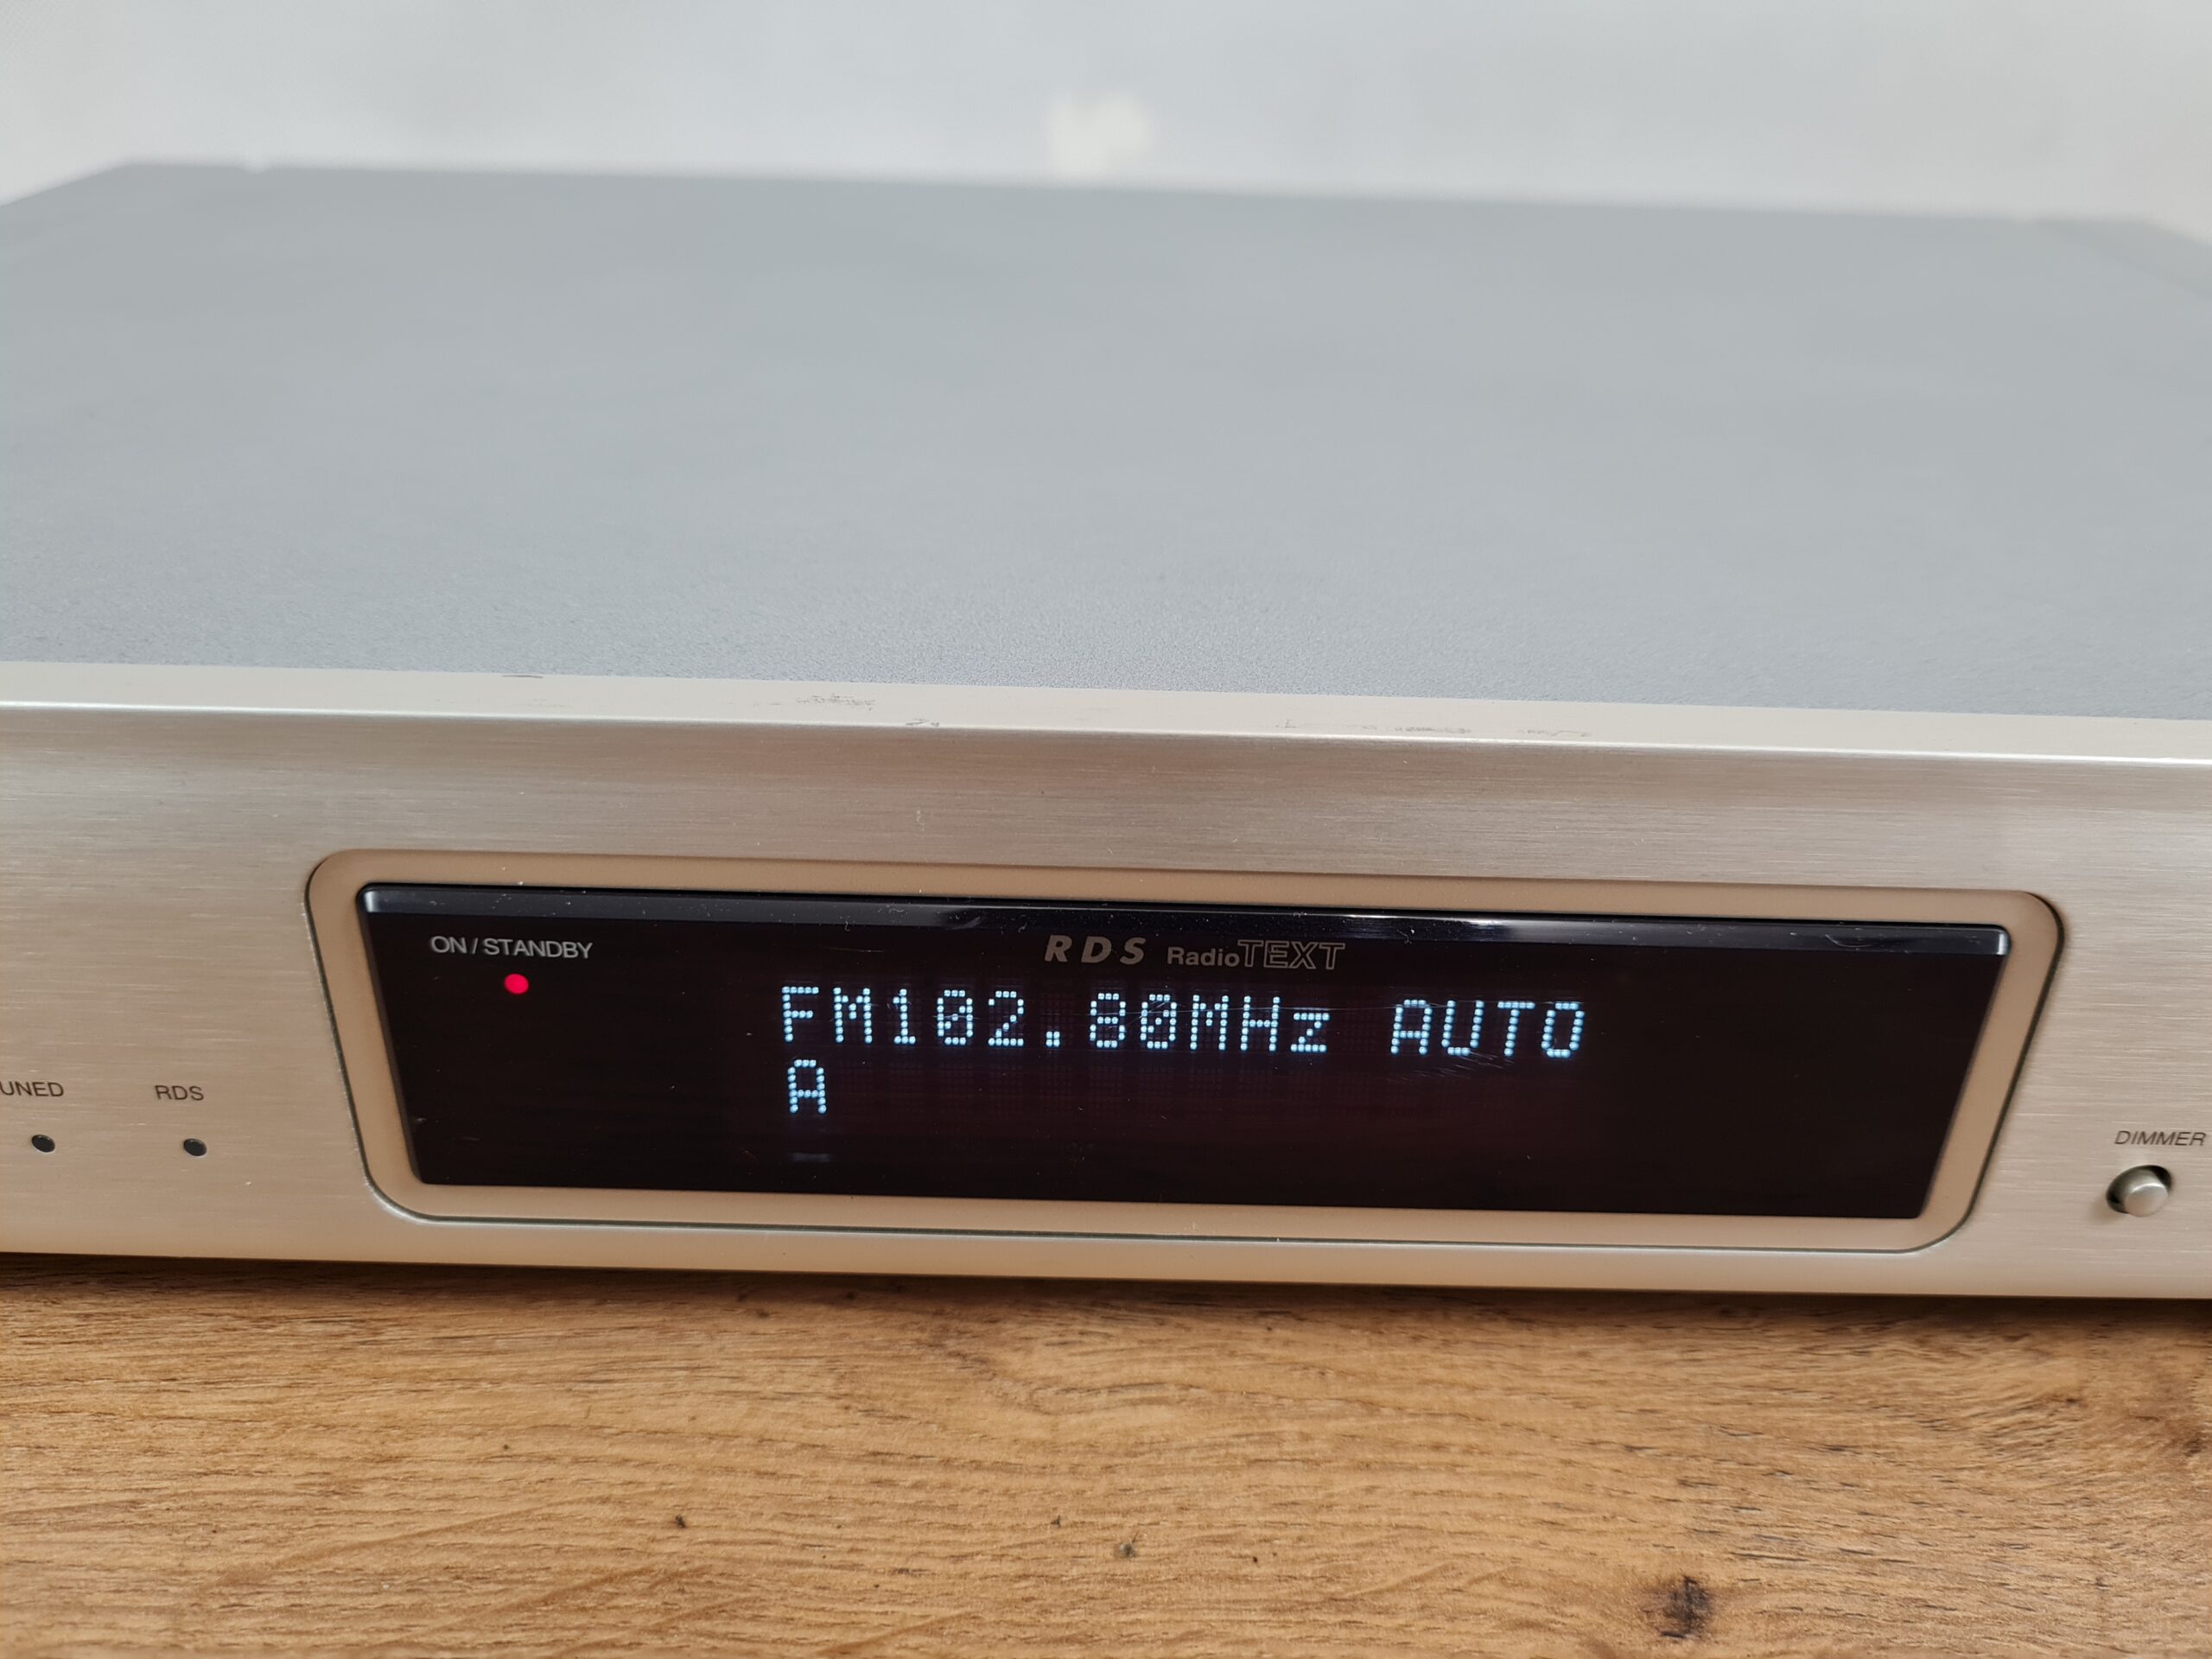 ON / STANDBY
RDS RadioTEXT
FM102.80MHz AUTO
A
UNED
RDS
DIMMER